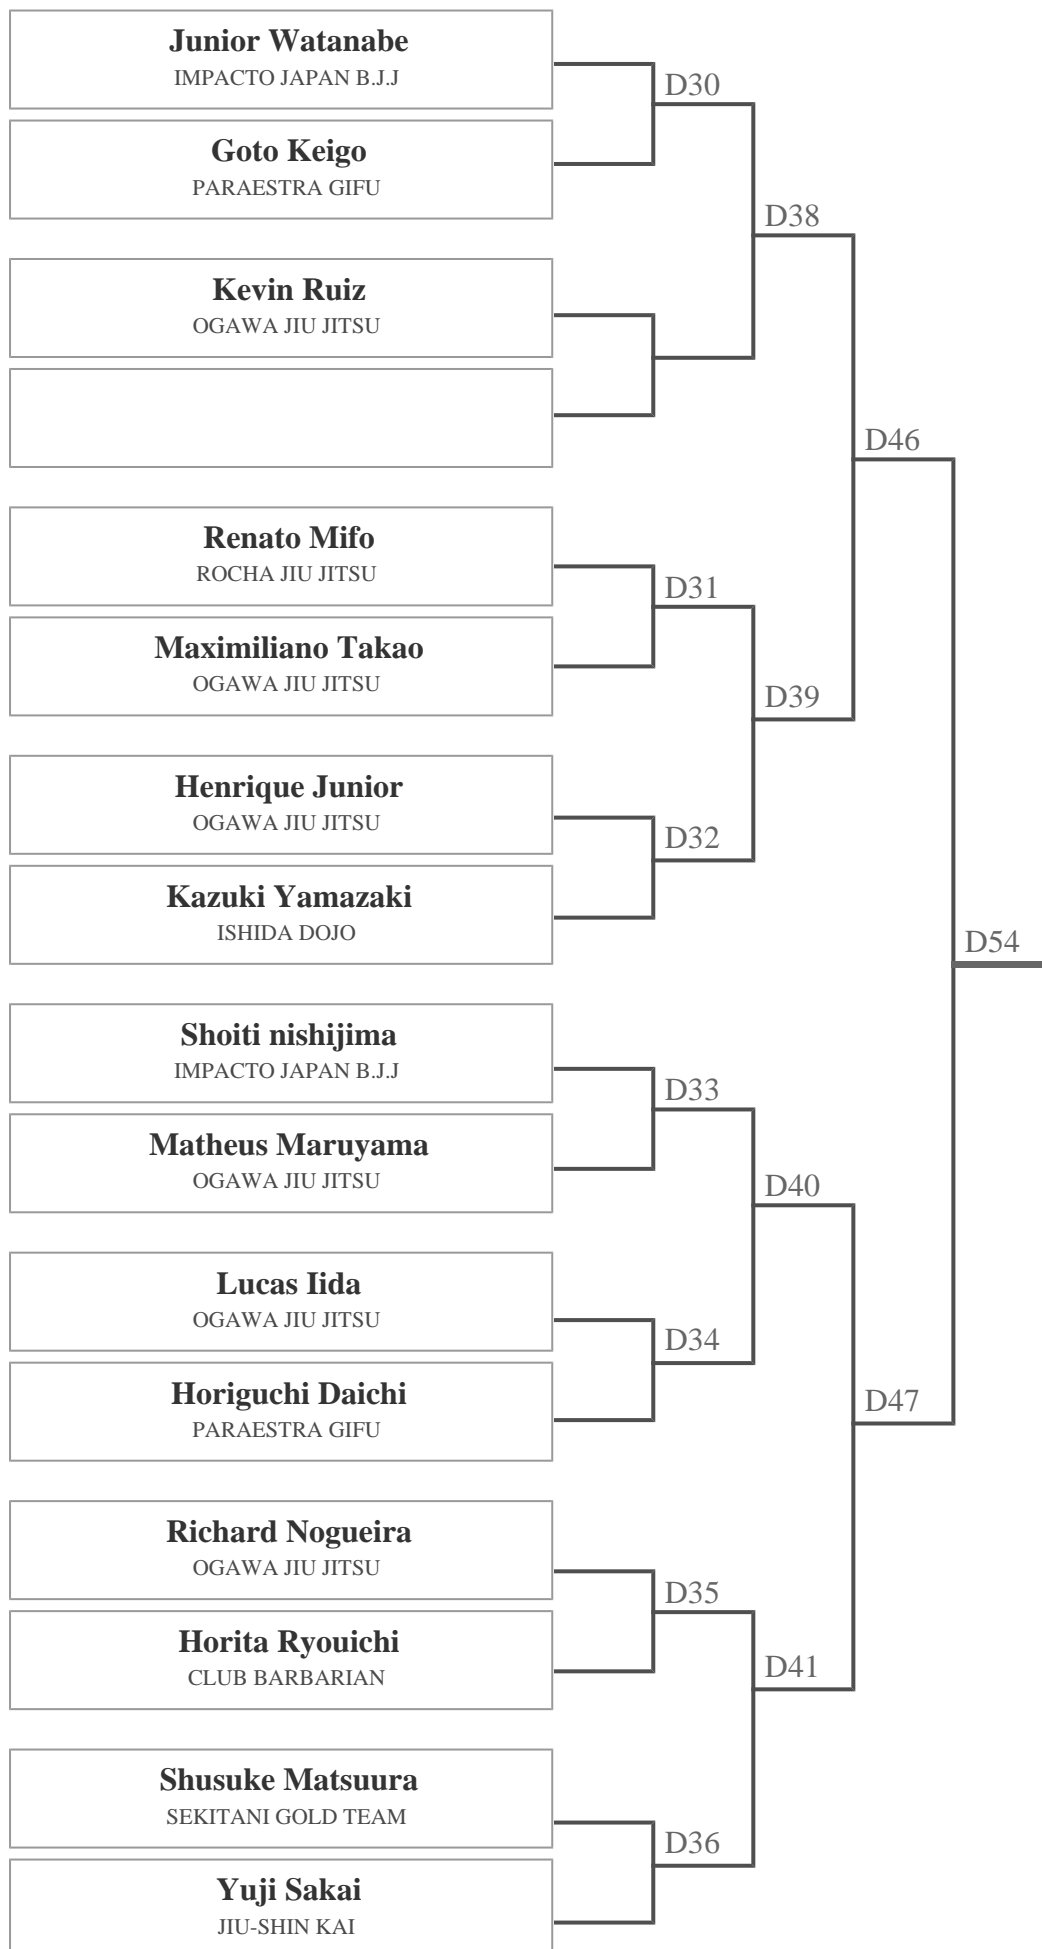 Junior Watanabe
IMPACTO JAPAN B.J.J
D30
Goto Keigo
PARAESTRA GIFU
D38
Kevin Ruiz
OGAWA JIU JITSU
D46
Renato Mifo
ROCHA JIU JITSU
D31
Maximiliano Takao
OGAWA JIU JITSU
D39
Henrique Junior
OGAWA JIU JITSU
D32
Kazuki Yamazaki
ISHIDA DOJO
D54
Shoiti nishijima
IMPACTO JAPAN B.J.J
D33
Matheus Maruyama
OGAWA JIU JITSU
D40
Lucas Iida
OGAWA JIU JITSU
D34
Horiguchi Daichi
PARAESTRA GIFU
D47
Richard Nogueira
OGAWA JIU JITSU
D35
Horita Ryouichi
CLUB BARBARIAN
D41
Shusuke Matsuura
SEKITANI GOLD TEAM
D36
Yuji Sakai
JIU-SHIN KAI